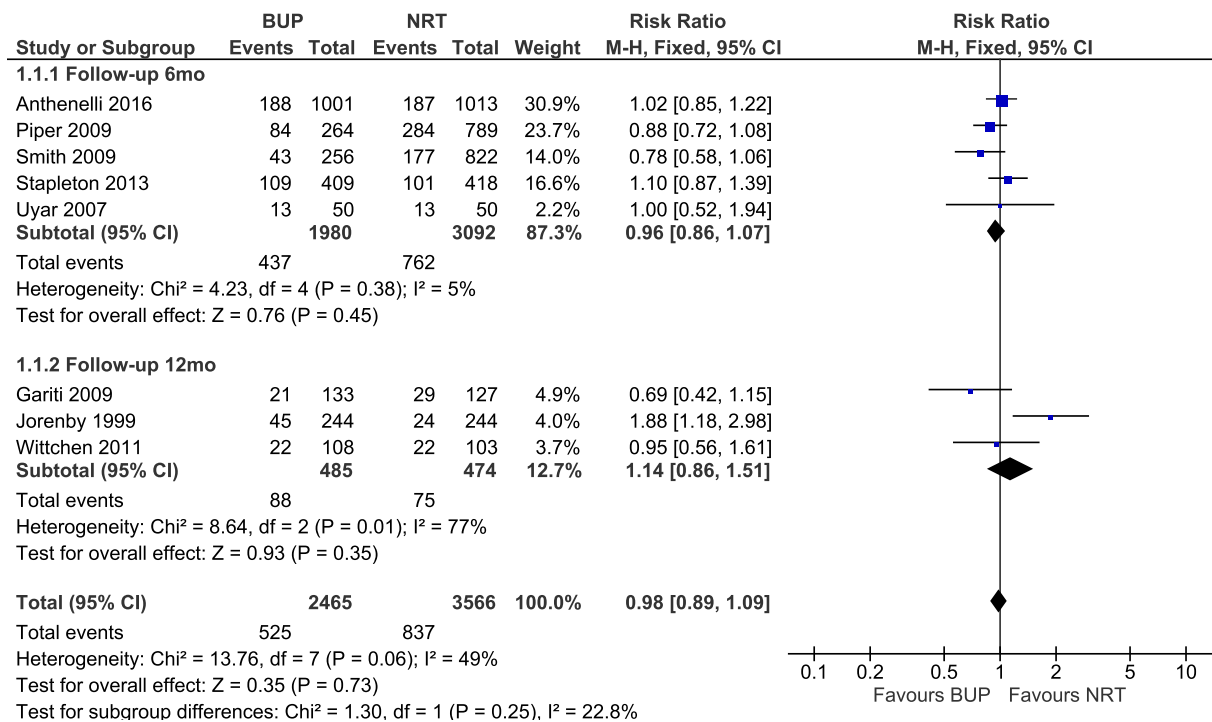 BUP NRT Risk Ratio Risk Ratio
Study or Subgroup Events Total Events Total Weight M-H, Fixed, 95% CI M-H, Fixed, 95% CI
1.1.1 Follow-up 6mo
Anthenelli 2016 188 1001 187 1013 30.9% 1.02 [0.85, 1.22]
Piper 2009 84 264 284 789 23.7% 0.88 [0.72, 1.08]
Smith 2009 43 256 177 822 14.0% 0.78 [0.58, 1.06]
Stapleton 2013 109 409 101 418 16.6% 1.10 [0.87, 1.39]
Uyar 2007 13 50 13 50 2.2% 1.00 [0.52, 1.94]
Subtotal (95% CI) 1980 3092 87.3% 0.96 [0.86, 1.07]
Total events 437 762
Heterogeneity: Chi² = 4.23, df = 4 (P = 0.38); I² = 5%
Test for overall effect: Z = 0.76 (P = 0.45)
1.1.2 Follow-up 12mo
Gariti 2009 21 133 29 127 4.9% 0.69 [0.42, 1.15]
Jorenby 1999 45 244 24 244 4.0% 1.88 [1.18, 2.98]
Wittchen 2011 22 108 22 103 3.7% 0.95 [0.56, 1.61]
Subtotal (95% CI) 485 474 12.7% 1.14 [0.86, 1.51]
Total events 88 75
Heterogeneity: Chi² = 8.64, df = 2 (P = 0.01); I² = 77%
Test for overall effect: Z = 0.93 (P = 0.35)
Total (95% CI) 2465 3566 100.0% 0.98 [0.89, 1.09]
Total events 525 837
Heterogeneity: Chi² = 13.76, df = 7 (P = 0.06); I² = 49%
Test for overall effect: Z = 0.35 (P = 0.73)
Test for subgroup differences: Chi² = 1.30, df = 1 (P = 0.25), I² = 22.8%
0.1 0.2 0.5 1 2 5 10
Favours BUP Favours NRT